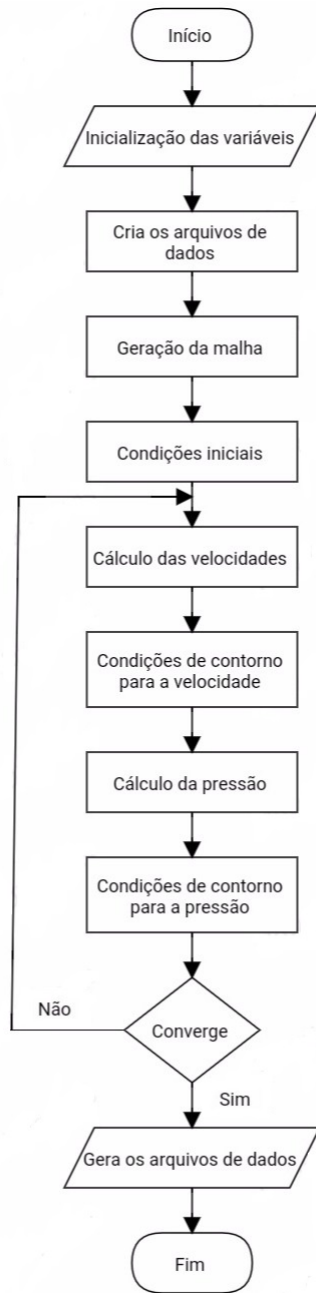 Início
Inicialização das variáveis
Cria os arquivos de
dados
Geração da malha
Condições iniciais
Cálculo das velocidades
Condições de contorno
para a velocidade
Cálculo da pressão
Condições de contorno
para a pressão
Não
Converge
Sim
Gera os arquivos de dados
Fim